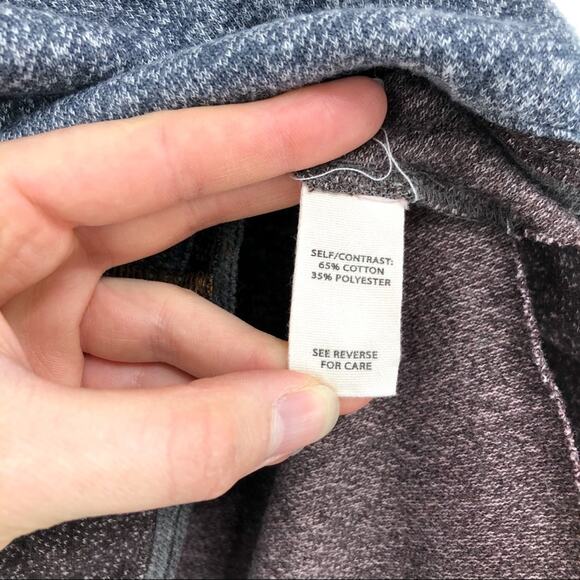 SELF/CONTRAST:
65% COTTON
35% POLYESTER
SEE REVERSE
FOR CARE